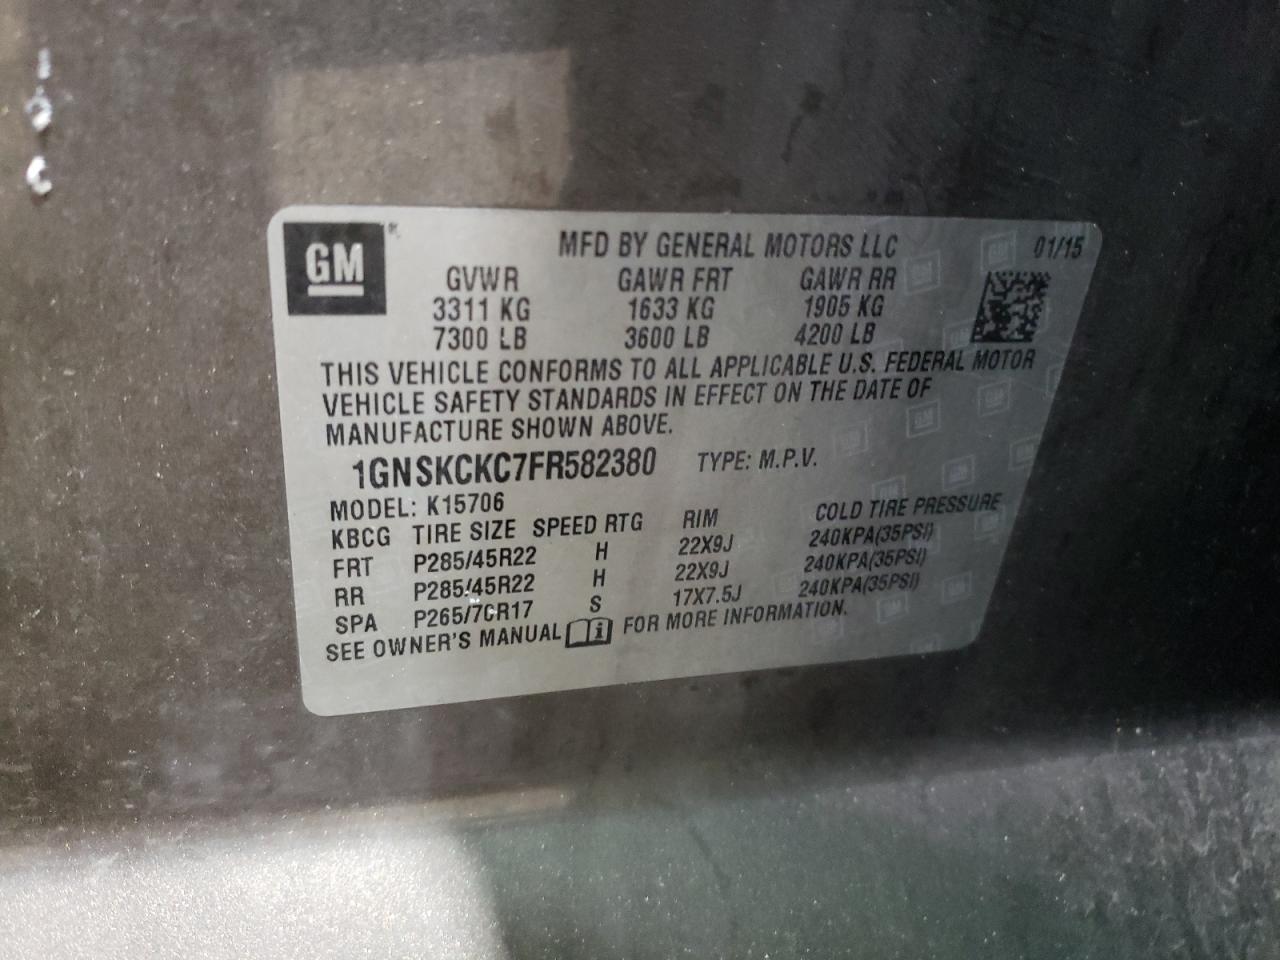 GM ® MFD BY GENERAL MOTORS LLC 01/15
GVWR GAWR FRT GAWR RR
3311 KG 1633 KG 1905 KG
7300 LB 3600 LB 4200 LB
THIS VEHICLE CONFORMS TO ALL APPLICABLE U.S. FEDERAL MOTOR
VEHICLE SAFETY STANDARDS IN EFFECT ON THE DATE OF
MANUFACTURE SHOWN ABOVE.
1GNSKCKC7FR582380 TYPE: M.P.V.
MODEL: K15706
KBCG TIRE SIZE SPEED RTG RIM COLD TIRE PRESSURE
FRT P285/45R22 H 22X9J 240KPA(35PSI)
RR P285/45R22 H 22X9J 240KPA(35PSI)
SPA P265/70R17 S 17X7.5J 240KPA(35PSI)
SEE OWNER'S MANUAL FOR MORE INFORMATION.